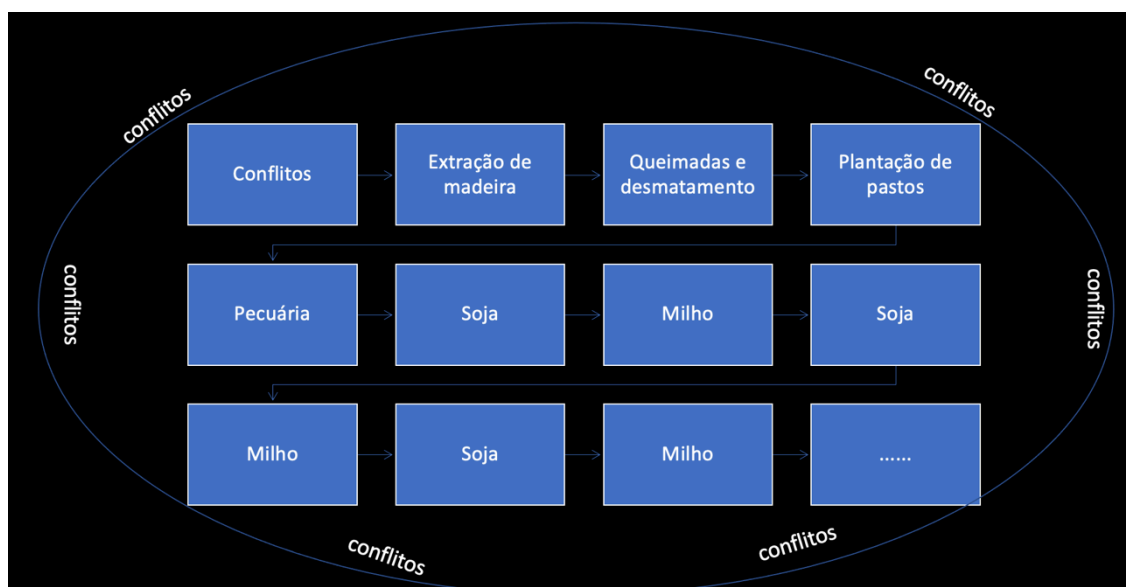 conflitos
conflitos
Conflitos
Extração de
madeira
Queimadas e
desmatamento
Plantação de
pastos
conflitos
Pecuária
Soja
Milho
Soja
conflitos
Milho
Soja
Milho
......
conflitos
conflitos